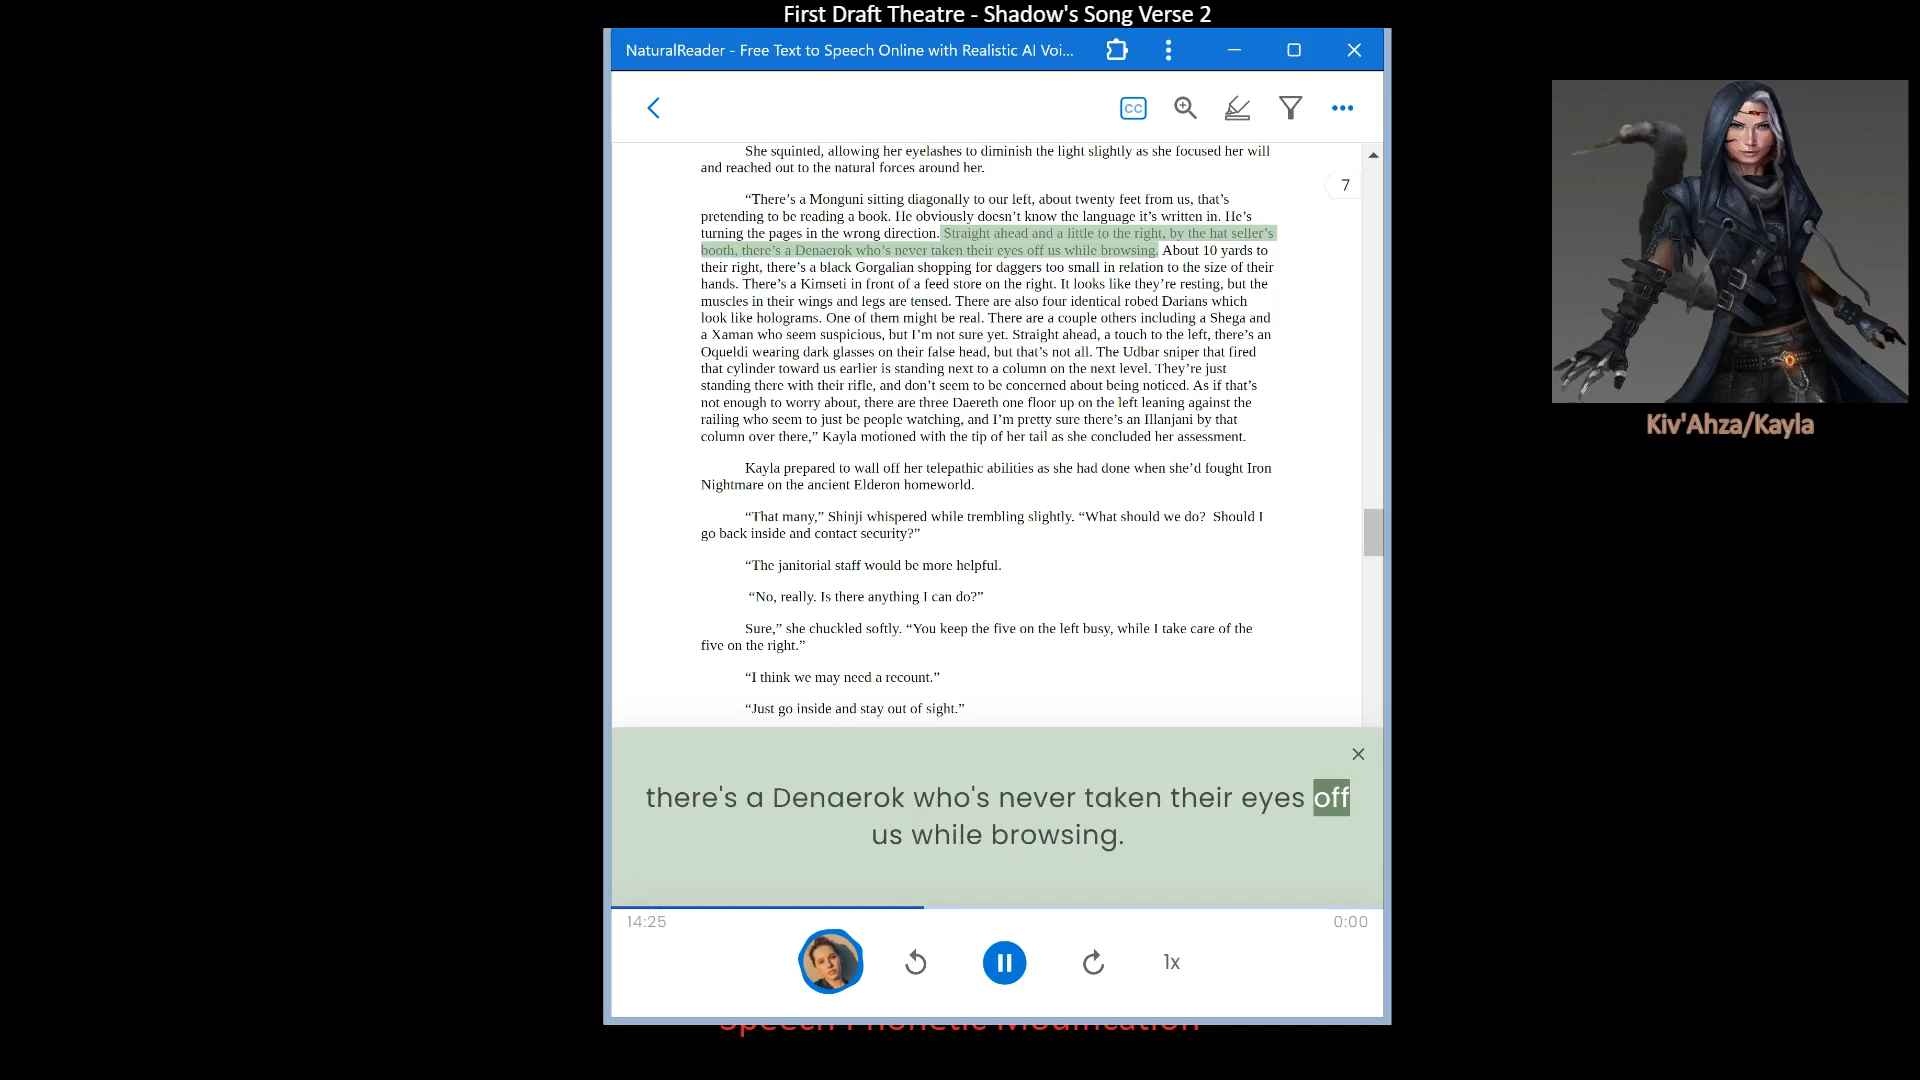 First Draft Theatre - Shadow's Song Verse 2
NaturalReader - Free Text to Speech Online with Realistic AI Voi...
CC
7
She squinted, allowing her eyelashes to diminish the light slightly as she focused her will
and reached out to the natural forces around her.
“There’s a Monguni sitting diagonally to our left, about twenty feet from us, that’s
pretending to be reading a book. He obviously doesn’t know the language it’s written in. He’s
turning the pages in the wrong direction. Straight ahead and a little to the right, by the hat seller’s
booth, there’s a Denaerok who’s never taken their eyes off us while browsing. About 10 yards to
their right, there’s a black Gorgalian shopping for daggers too small in relation to the size of their
hands. There’s a Kimseti in front of a feed store on the right. It looks like they’re resting, but the
muscles in their wings and legs are tensed. There are also four identical robed Darians which
look like holograms. One of them might be real. There are a couple others including a Shega and
a Xaman who seem suspicious, but I’m not sure yet. Straight ahead, a touch to the left, there’s an
Oqueldi wearing dark glasses on their false head, but that’s not all. The Udbar sniper that fired
that cylinder toward us earlier is standing next to a column on the next level. They’re just
standing there with their rifle, and don’t seem to be concerned about being noticed. As if that’s
not enough to worry about, there are three Daereth one floor up on the left leaning against the
railing who seem to just be people watching, and I’m pretty sure there’s an Illanjani by that
column over there,” Kayla motioned with the tip of her tail as she concluded her assessment.
Kayla prepared to wall off her telepathic abilities as she had done when she’d fought Iron
Nightmare on the ancient Elderon homeworld.
“That many,” Shinji whispered while trembling slightly. “What should we do?  Should I
go back inside and contact security?”
“The janitorial staff would be more helpful.
“No, really. Is there anything I can do?”
Sure,” she chuckled softly. “You keep the five on the left busy, while I take care of the
five on the right.”
“I think we may need a recount.”
“Just go inside and stay out of sight.”
there's a Denaerok who's never taken their eyes off
us while browsing.
14:25
0:00
1x
Speech Phonetic Modification
Kiv'Ahza/Kayla